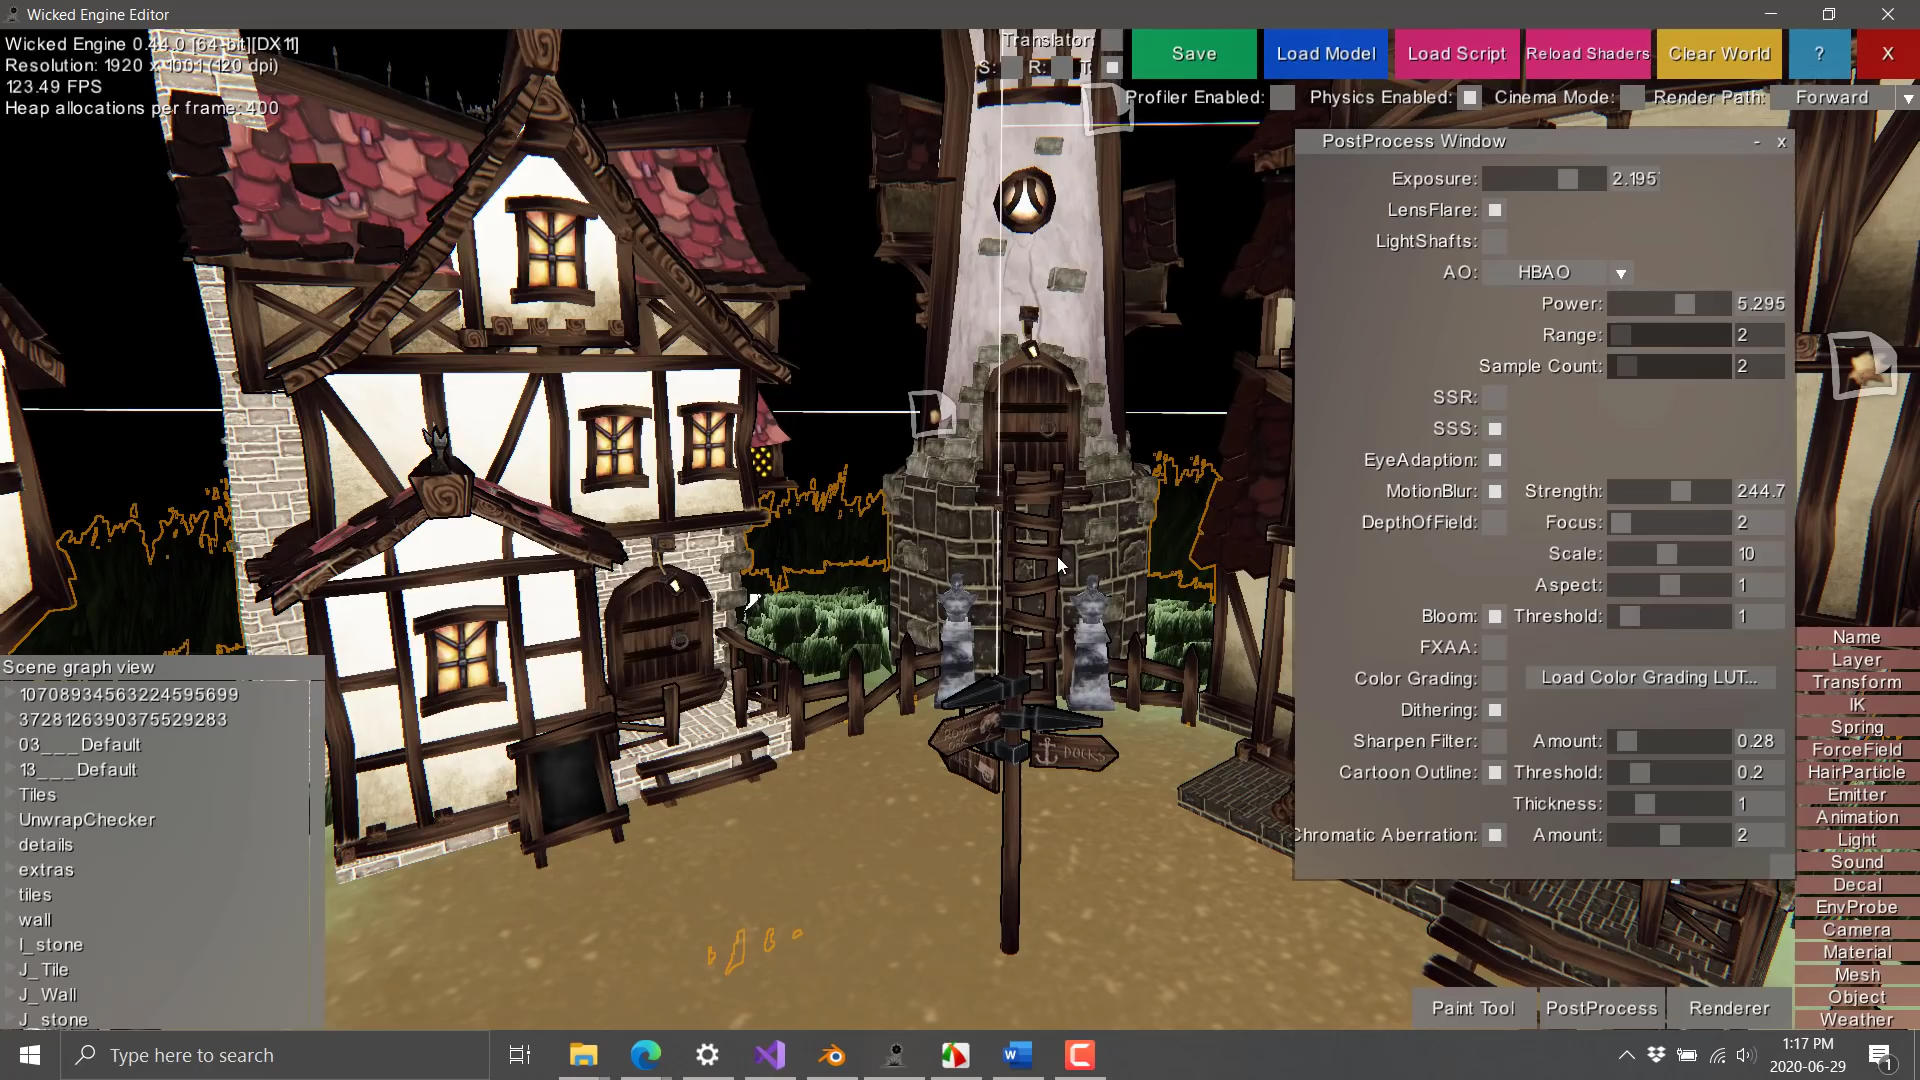 Wicked Engine Editor
Wicked Engine 0.44.0 [64-bit][DX11]
Resolution: 1920 x 1001 (120 dpi)
123.49 FPS
Heap allocations per frame: 400
Translator
S: R: T:
Save
Load Model
Load Script
Reload Shaders
Clear World
?
X
Profiler Enabled:
Physics Enabled:
Cinema Mode:
Render Path:
Forward
PostProcess Window
- x
Exposure: 2.195
LensFlare:
LightShafts:
AO: HBAO
Power: 5.295
Range: 2
Sample Count: 2
SSR:
SSS:
EyeAdaption:
MotionBlur: Strength: 244.7
DepthOfField: Focus: 2
Scale: 10
Aspect: 1
Bloom: Threshold: 1
FXAA:
Color Grading: Load Color Grading LUT...
Dithering:
Sharpen Filter: Amount: 0.28
Cartoon Outline: Threshold: 0.2
Thickness: 1
Chromatic Aberration: Amount: 2
DOCKS
Scene graph view
10708934563224595699
3728126390375529283
03___Default
13___Default
Tiles
UnwrapChecker
details
extras
tiles
wall
I_stone
J_Tile
J_Wall
J_stone
Name
Layer
Transform
IK
Spring
ForceField
HairParticle
Emitter
Animation
Light
Sound
Decal
EnvProbe
Camera
Material
Mesh
Object
Weather
Paint Tool
PostProcess
Renderer
Type here to search
1:17 PM
2020-06-29
1